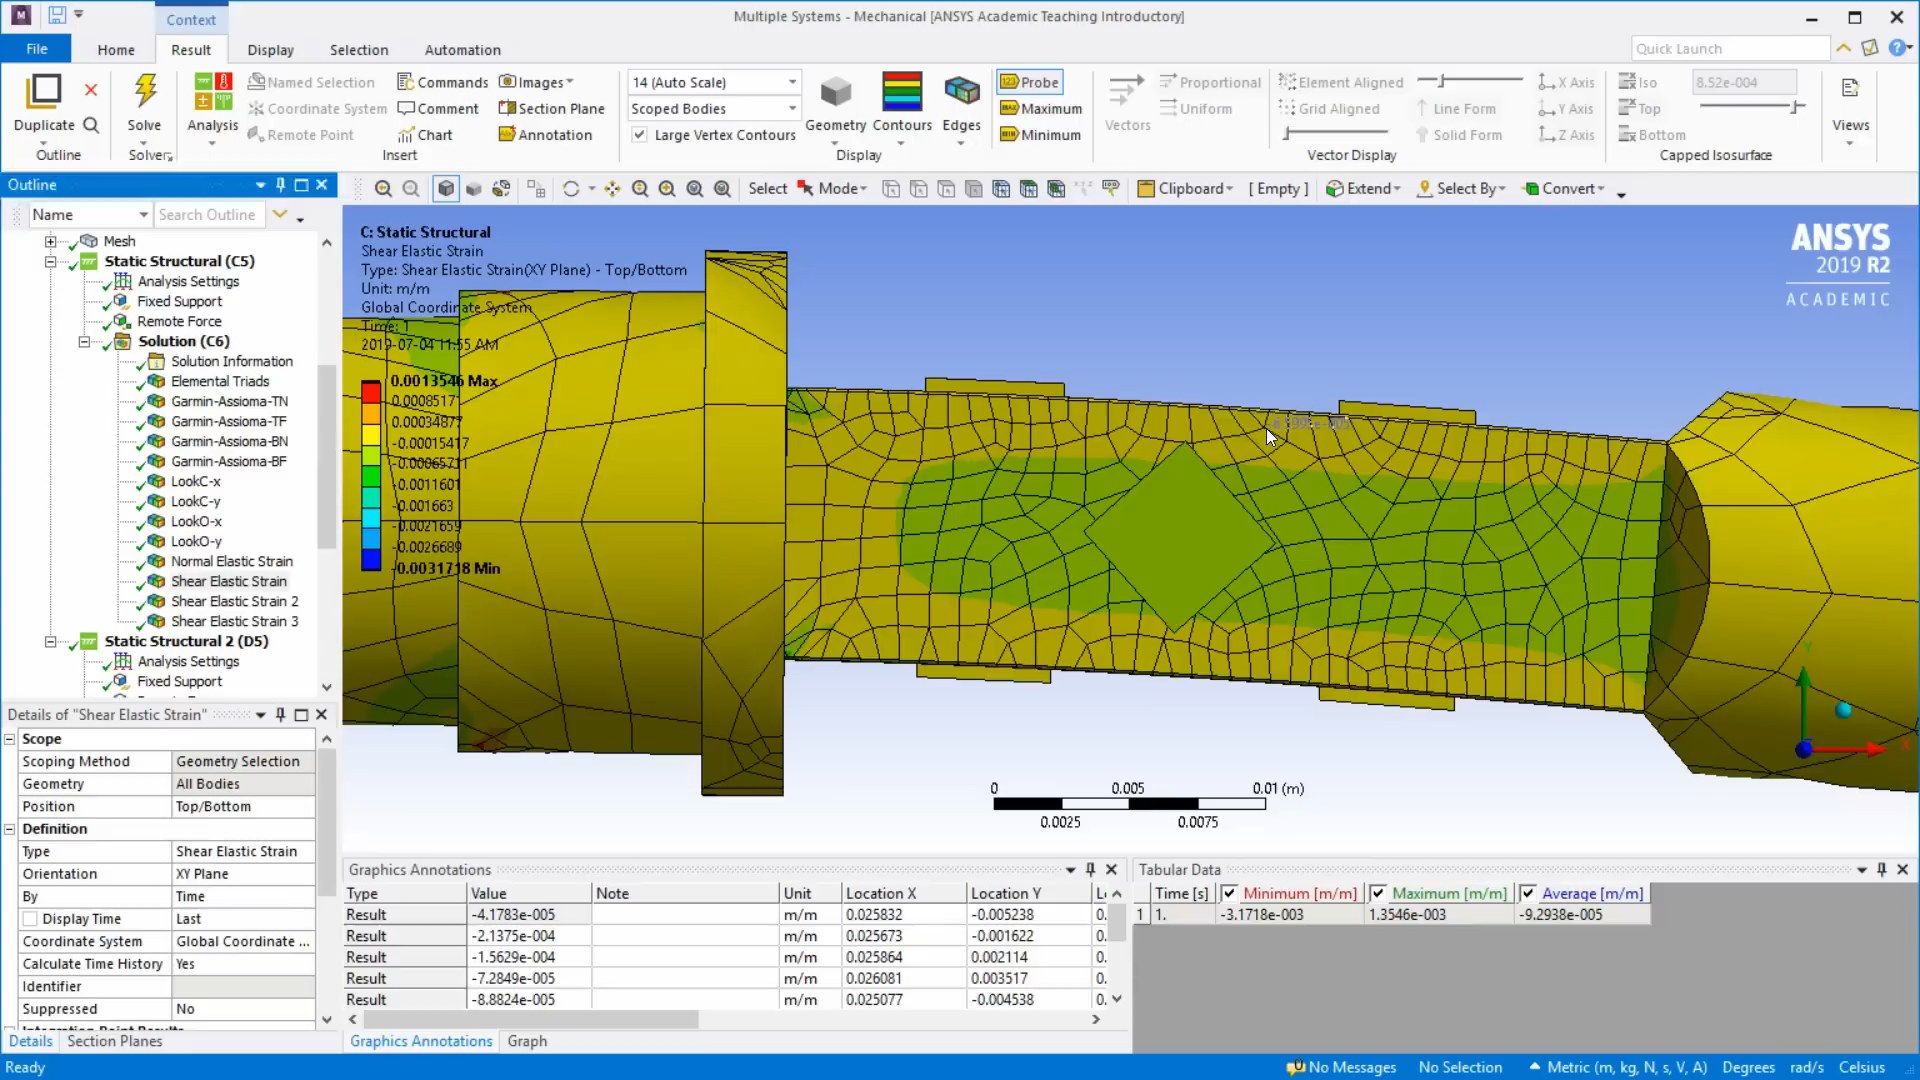 Context
Multiple Systems - Mechanical [ANSYS Academic Teaching Introductory]
File Home Result Display Selection Automation
Quick Launch
Duplicate
Outline
Solve
Solver
Analysis
Named Selection
Coordinate System
Remote Point
Commands
Comment
Chart
Images
Section Plane
Annotation
Insert
14 (Auto Scale)
Scoped Bodies
Large Vertex Contours
Geometry
Contours
Edges
Display
Probe
Maximum
Minimum
Vectors
Proportional
Uniform
Element Aligned
Grid Aligned
Line Form
Solid Form
X Axis
Y Axis
Z Axis
Vector Display
Iso
Top
Bottom
8.52e-004
Capped Isosurface
Views
Outline
Name
Search Outline
Select Mode Clipboard [ Empty ] Extend Select By Convert
Mesh
Static Structural (C5)
Analysis Settings
Fixed Support
Remote Force
Solution (C6)
Solution Information
Elemental Triads
Garmin-Assioma-TN
Garmin-Assioma-TF
Garmin-Assioma-BN
Garmin-Assioma-BF
LookC-x
LookC-y
LookO-x
LookO-y
Normal Elastic Strain
Shear Elastic Strain
Shear Elastic Strain 2
Shear Elastic Strain 3
Static Structural 2 (D5)
Analysis Settings
Fixed Support
C: Static Structural
Shear Elastic Strain
Type: Shear Elastic Strain(XY Plane) - Top/Bottom
Unit: m/m
Global Coordinate System
Time: 1
2019-07-04 11:55 AM
0.0013546 Max
0.0008517
0.00034877
-0.00015417
-0.00065711
-0.0011601
-0.001663
-0.0021659
-0.0026689
-0.0031718 Min
ANSYS
2019 R2
ACADEMIC
Y
X
0 0.005 0.01 (m)
0.0025 0.0075
Details of "Shear Elastic Strain"
Scope
Scoping Method Geometry Selection
Geometry All Bodies
Position Top/Bottom
Definition
Type Shear Elastic Strain
Orientation XY Plane
By Time
Display Time Last
Coordinate System Global Coordinate ...
Calculate Time History Yes
Identifier
Suppressed No
Integration Point Results
Details Section Planes
Graphics Annotations
Type Value Note Unit Location X Location Y
Result -4.1783e-005 m/m 0.025832 -0.005238 0.
Result -2.1375e-004 m/m 0.025673 -0.001622 0.
Result -1.5629e-004 m/m 0.025864 0.002114 0.
Result -7.2849e-005 m/m 0.026081 0.003517 0.
Result -8.8824e-005 m/m 0.025077 -0.004538 0.
Graphics Annotations Graph
Tabular Data
Time [s] Minimum [m/m] Maximum [m/m] Average [m/m]
1 1. -3.1718e-003 1.3546e-003 -9.2938e-005
Ready
No Messages No Selection Metric (m, kg, N, s, V, A) Degrees rad/s Celsius